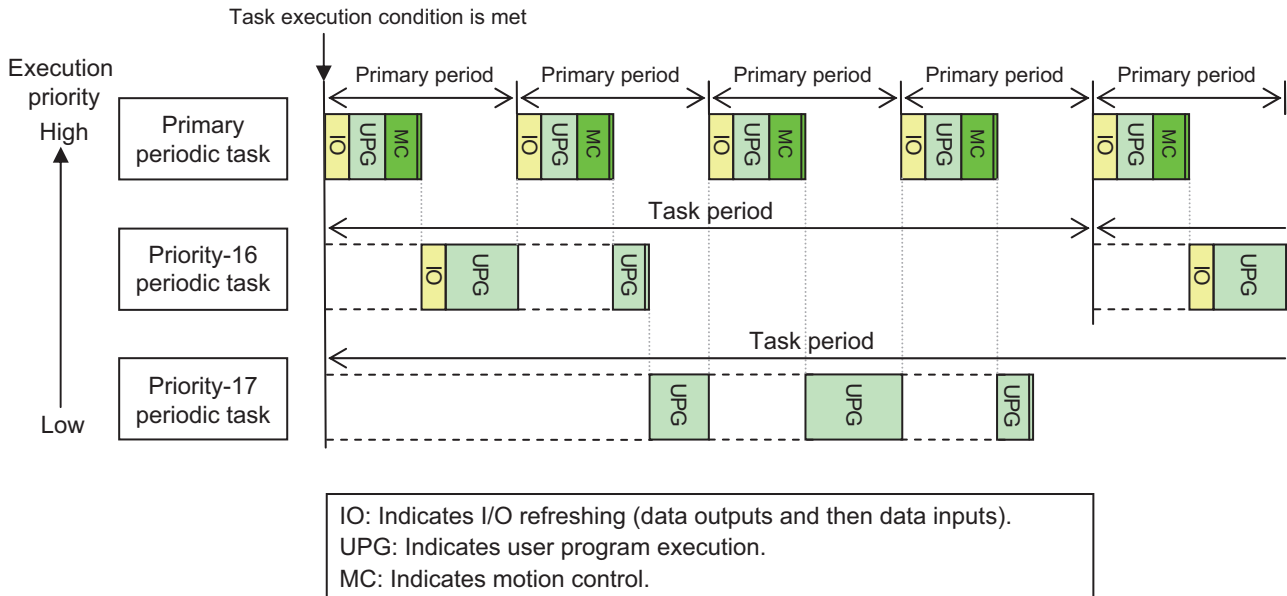 Task execution condition is met
Execution
priority
High
Low
Primary period
Primary period
Primary period
Primary period
Primary period
Primary
periodic task
IO
UPG
MC
IO
UPG
MC
IO
UPG
MC
IO
UPG
MC
IO
UPG
MC
Task period
Priority-16
periodic task
IO
UPG
UPG
IO
UPG
Task period
Priority-17
periodic task
UPG
UPG
UPG
IO: Indicates I/O refreshing (data outputs and then data inputs).
UPG: Indicates user program execution.
MC: Indicates motion control.